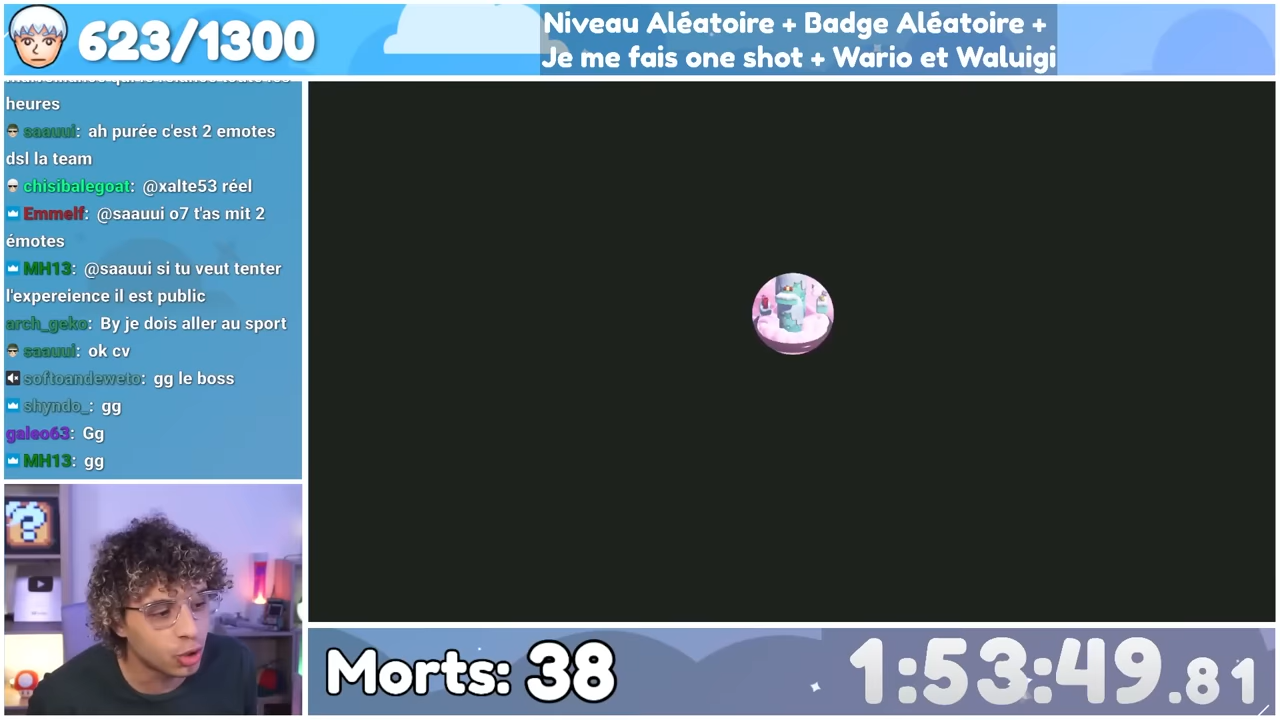 623/1300
Niveau Aléatoire + Badge Aléatoire +
Je me fais one shot + Wario et Waluigi
heures
saauui: ah purée c'est 2 emotes
dsl la team
chisibalegoat: @xalte53 réel
Emmelf: @saauui o7 t'as mit 2
émotes
MH13: @saauui si tu veut tenter
l'expereience il est public
arch_geko: By je dois aller au sport
saauui: ok cv
softoandeweto: gg le boss
shyndo_: gg
galeo63: Gg
MH13: gg
Morts: 38
1:53:49.81